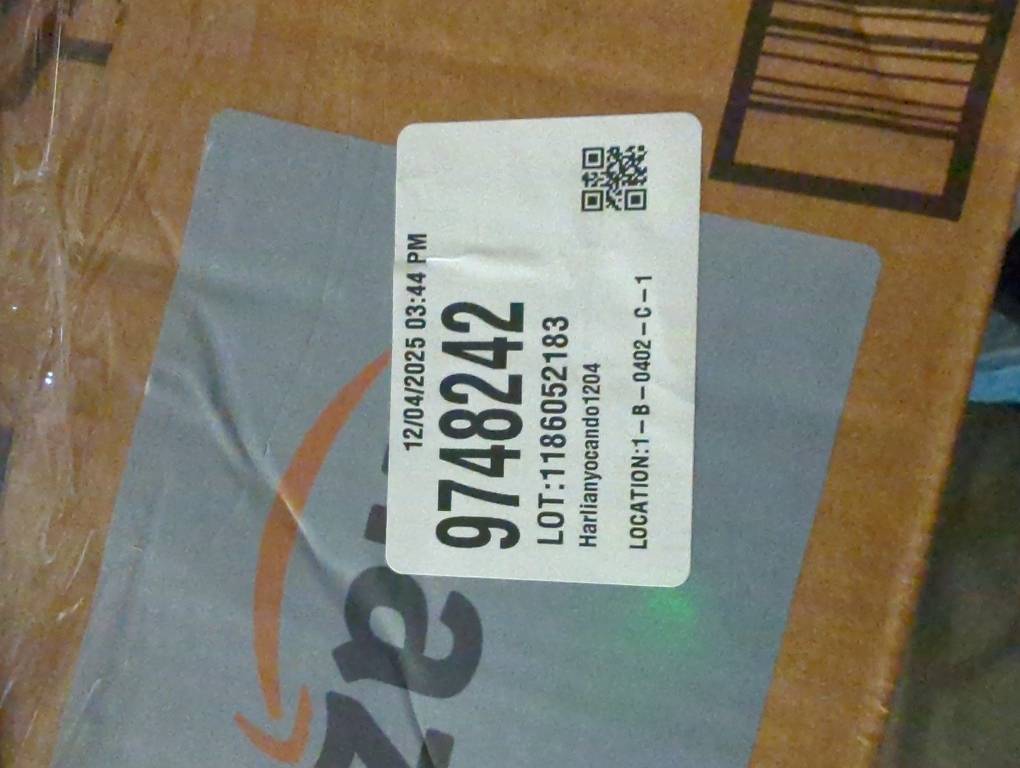 12/04/2025 03:44 PM
9748242
LOT:1186052183
Harlianyocando1204
LOCATION:1-B-0402-C-1